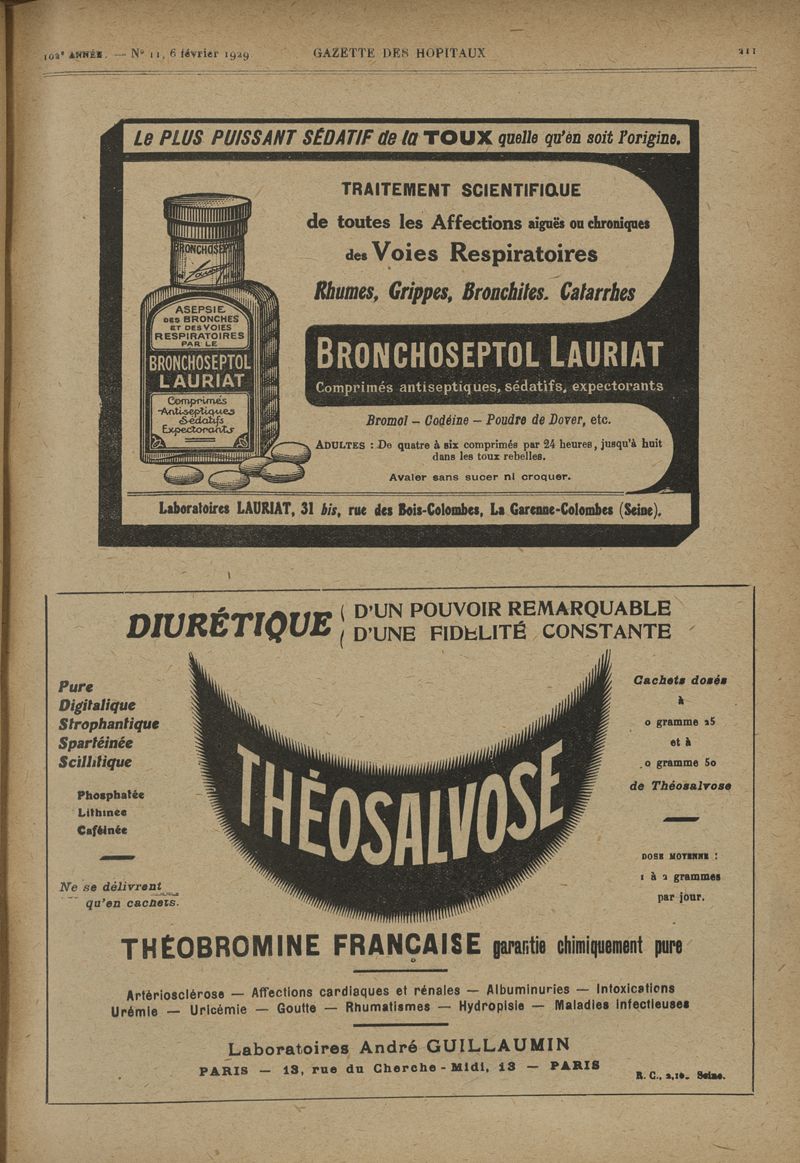 102e ANNÉE. — No 11, 6 février 1929
GAZETTE DES HOPITAUX
211
Le PLUS PUISSANT SÉDATIF de la TOUX quelle qu'en soit l'origine.
TRAITEMENT SCIENTIFIQUE
de toutes les Affections aiguës ou chroniques
des Voies Respiratoires
Rhumes, Grippes, Bronchites. Catarrhes
BRONCHOSEPT
Lauriat
ASEPSIE
DES BRONCHES
ET DES VOIES
RESPIRATOIRES
PAR LE
BRONCHOSEPTOL
LAURIAT
Comprimés
Antiseptiques
Sédatifs
Expectorants
BRONCHOSEPTOL LAURIAT
Comprimés antiseptiques, sédatifs, expectorants
Bromol – Codéine – Poudre de Dover, etc.
ADULTES : De quatre à six comprimés par 24 heures, jusqu'à huit
dans les toux rebelles.
Avaler sans sucer ni croquer.
Laboratoires LAURIAT, 31 bis, rue des Bois-Colombes, La Garenne-Colombes (Seine).
DIURÉTIQUE
D'UN POUVOIR REMARQUABLE
D'UNE FIDÉLITÉ CONSTANTE
Pure
Digitalique
Strophantique
Spartéinée
Scillitique
Phosphatée
Lithinée
Caféinée
Ne se délivrent
qu'en cachets.
THÉOSALVOSE
Cachets dosés
à
0 gramme 25
et à
0 gramme 50
de Théosalvose
DOSE MOYENNE :
1 à 2 grammes
par jour.
THÉOBROMINE FRANÇAISE garantie chimiquement pure
Artériosclérose — Affections cardiaques et rénales — Albuminuries — Intoxications
Urémie — Uricémie — Goutte — Rhumatismes — Hydropisie — Maladies infectieuses
Laboratoires André GUILLAUMIN
PARIS — 13, rue du Cherche-Midi, 13 — PARIS
R. C., 2,10. Seine.